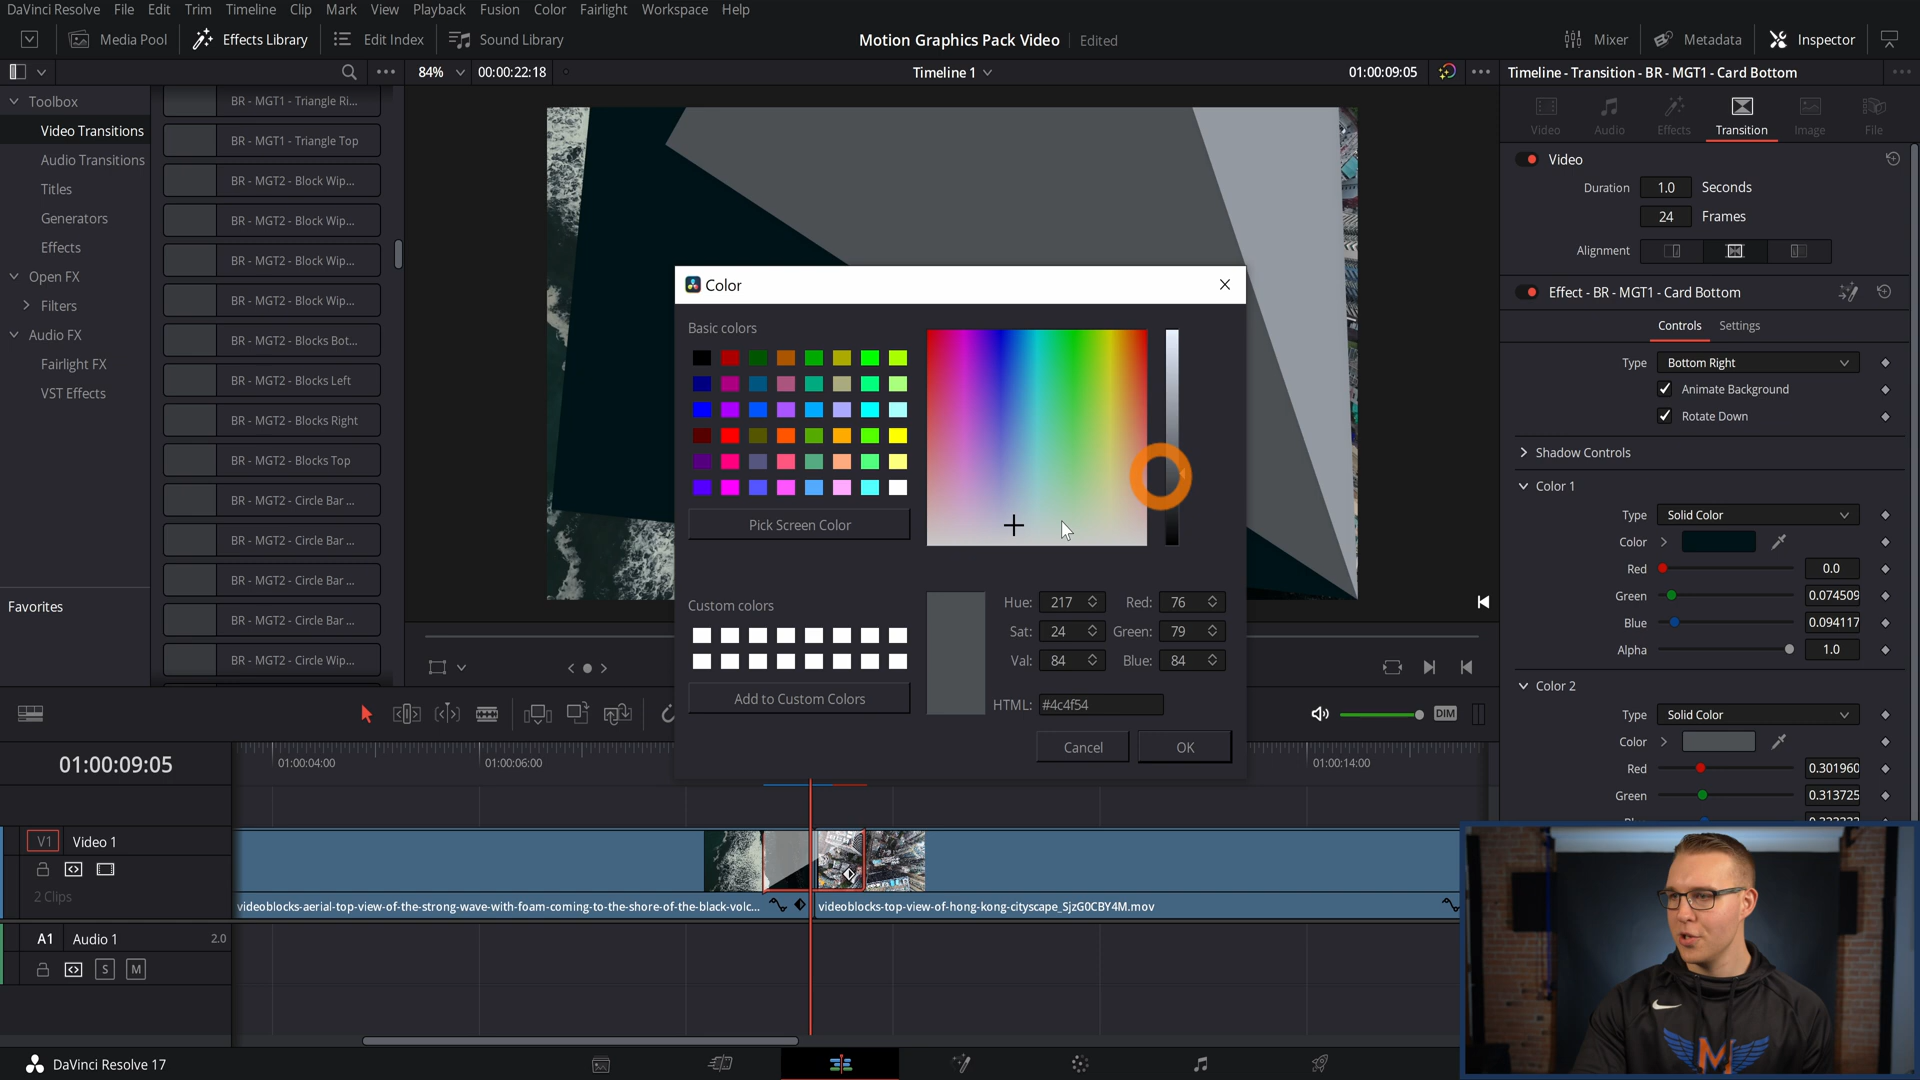 DaVinci Resolve File Edit Trim Timeline Clip Mark View Playback Fusion Color Fairlight Workspace Help
Media Pool Effects Library Edit Index Sound Library Motion Graphics Pack Video Edited Mixer Metadata Inspector
84% 00:00:22:18 Timeline 1 01:00:09:05 Timeline - Transition - BR - MGT1 - Card Bottom
Toolbox
Video Transitions
Audio Transitions
Titles
Generators
Effects
Open FX
Filters
Audio FX
Fairlight FX
VST Effects
Favorites
BR - MGT1 - Triangle Ri...
BR - MGT1 - Triangle Top
BR - MGT2 - Block Wip...
BR - MGT2 - Block Wip...
BR - MGT2 - Block Wip...
BR - MGT2 - Block Wip...
BR - MGT2 - Blocks Bot...
BR - MGT2 - Blocks Left
BR - MGT2 - Blocks Right
BR - MGT2 - Blocks Top
BR - MGT2 - Circle Bar ...
BR - MGT2 - Circle Bar ...
BR - MGT2 - Circle Bar ...
BR - MGT2 - Circle Bar ...
BR - MGT2 - Circle Wip...
Color
Basic colors
Pick Screen Color
Custom colors
Add to Custom Colors
Hue: 217 Red: 76
Sat: 24 Green: 79
Val: 84 Blue: 84
HTML: #4c4f54
Cancel OK
Video Audio Effects Transition Image File
Video
Duration 1.0 Seconds
24 Frames
Alignment
Effect - BR - MGT1 - Card Bottom
Controls Settings
Type Bottom Right
Animate Background
Rotate Down
Shadow Controls
Color 1
Type Solid Color
Color
Red 0.0
Green 0.074509
Blue 0.094117
Alpha 1.0
Color 2
Type Solid Color
Color
Red 0.301960
Green 0.313725
DIM
01:00:09:05
01:00:04:00 01:00:06:00 01:00:14:00
V1 Video 1
2 Clips
videoblocks-aerial-top-view-of-the-strong-wave-with-foam-coming-to-the-shore-of-the-black-volc... videoblocks-top-view-of-hong-kong-cityscape_SjzG0CBY4M.mov
A1 Audio 1 2.0
S M
DaVinci Resolve 17